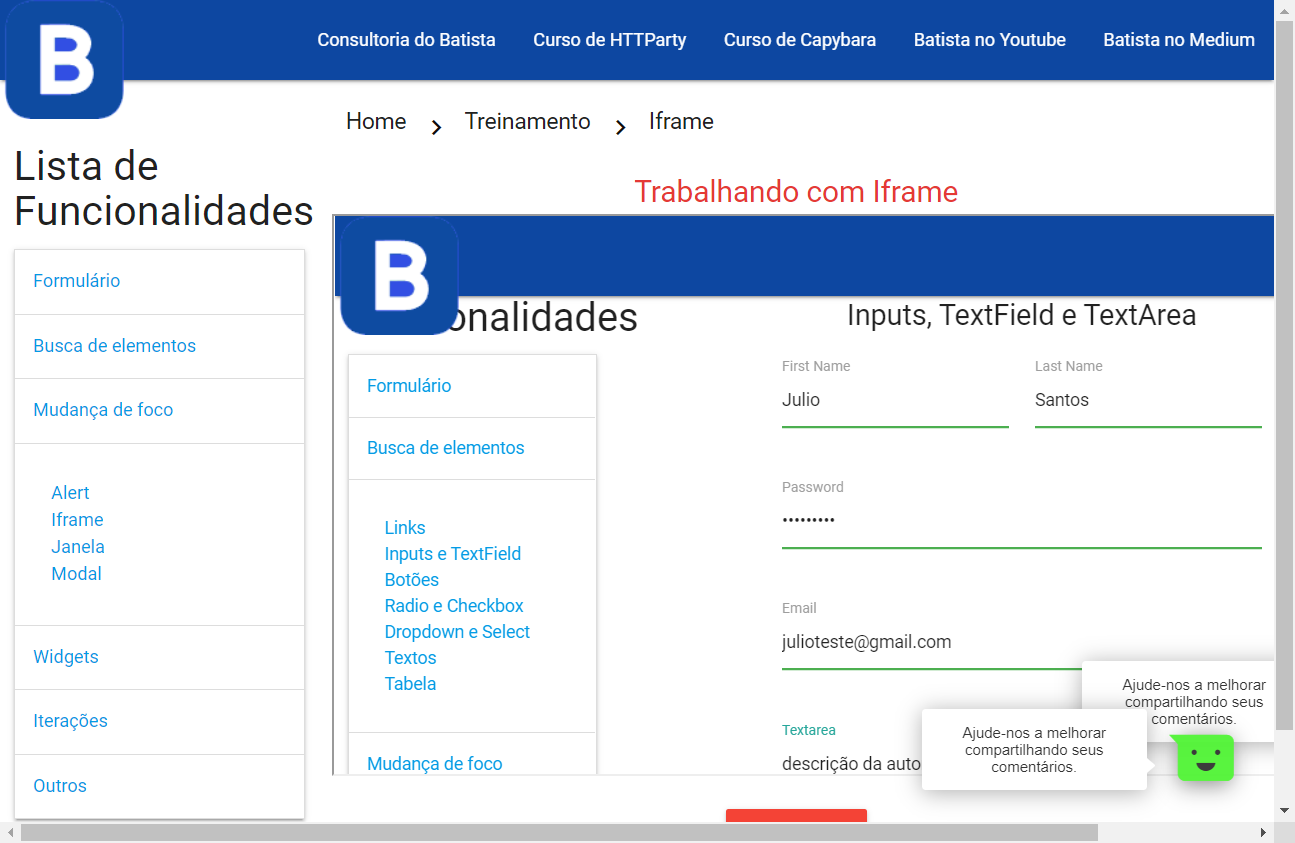 B
Consultoria do Batista
Curso de HTTParty
Curso de Capybara
Batista no Youtube
Batista no Medium
Home
Treinamento
Iframe
Lista de
Funcionalidades
Formulário
Busca de elementos
Mudança de foco
Alert
Iframe
Janela
Modal
Widgets
Iterações
Outros
Trabalhando com Iframe
B
onalidades
Formulário
Busca de elementos
Links
Inputs e TextField
Botões
Radio e Checkbox
Dropdown e Select
Textos
Tabela
Mudança de foco
Inputs, TextField e TextArea
First Name
Last Name
Julio
Santos
Password
•••••••••
Email
julioteste@gmail.com
Textarea
descrição da auto
Ajude-nos a melhorar
compartilhando seus
comentários.
Ajude-nos a melhorar
compartilhando seus
comentários.